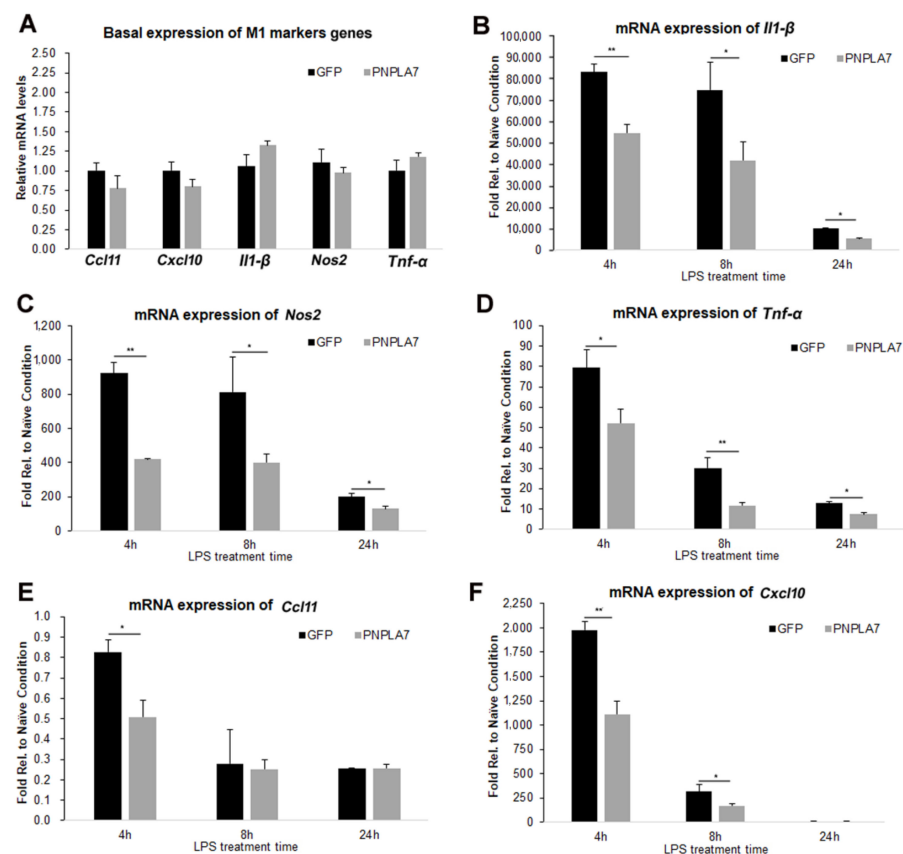 A
Basal expression of M1 markers genes
GFP PNPLA7
Relative mRNA levels
2.50
2.25
2.00
1.75
1.50
1.25
1.00
0.75
0.50
0.25
0.00
Ccl11 Cxcl10 Il1-β Nos2 Tnf-α
B
mRNA expression of Il1-β
GFP PNPLA7
Fold Rel. to Naïve Condition
100,000
90,000
80,000
70,000
60,000
50,000
40,000
30.000
20.000
10,000
0
** * *
4h 8h 24h
LPS treatment time
C
mRNA expression of Nos2
GFP PNPLA7
Fold Rel. to Naïve Condition
1,200
1,000
800
600
400
200
0
** * *
4h 8h 24h
LPS treatment time
D
mRNA expression of Tnf-α
GFP PNPLA7
Fold Rel. to Naïve Condition
90
80
70
60
50
40
30
20
10
0
* ** *
4h 8h 24h
LPS treatment time
E
mRNA expression of Ccl11
GFP PNPLA7
Fold Rel. to Naïve Condition
1.0
0.9
0.8
0.7
0.6
0.5
0.4
0.3
0.2
0.1
0.0
*
4h 8h 24h
LPS treatment time
F
mRNA expression of Cxcl10
GFP PNPLA7
Fold Rel. to Naïve Condition
2.250
2.000
1.750
1.500
1.250
1.000
750
500
250
0
** *
4h 8h 24h
LPS treatment time